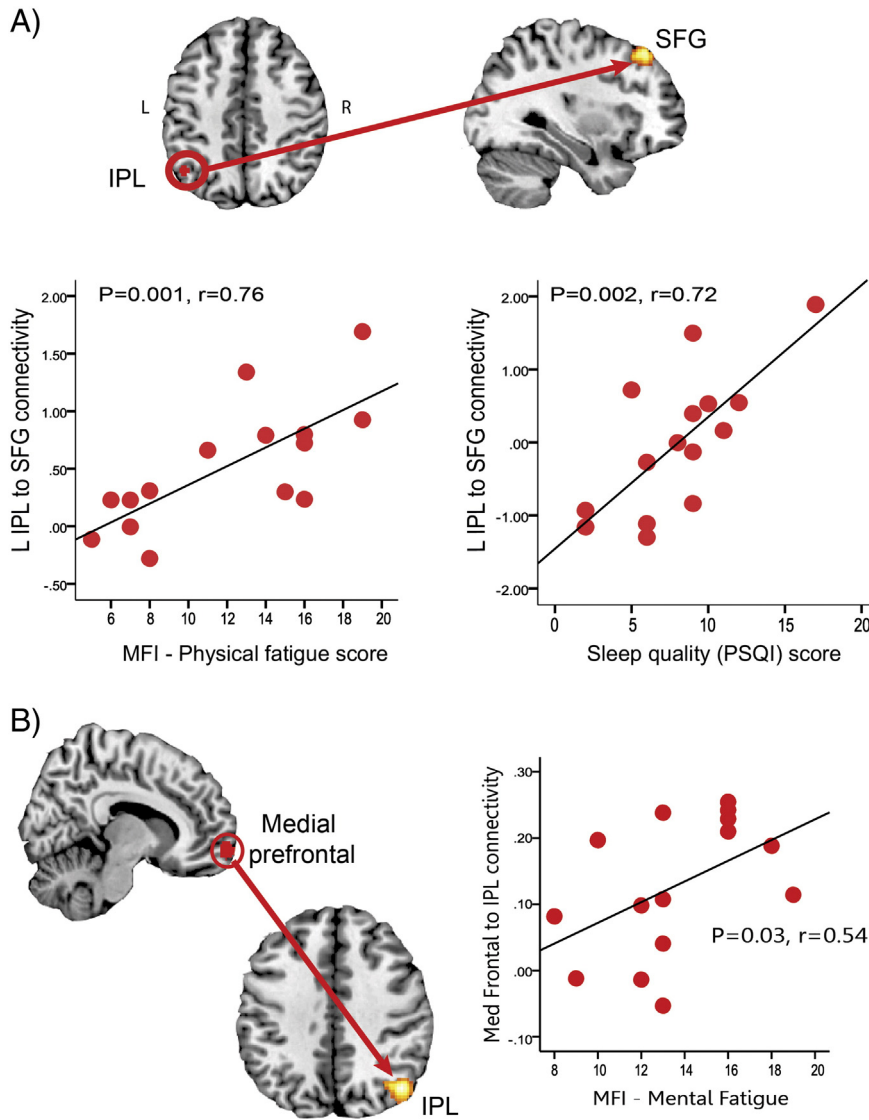 A)
SFG
L
R
IPL
P=0.001, r=0.76
L IPL to SFG connectivity
2.00
1.50
1.00
0.50
.00
-.50
6 8 10 12 14 16 18 20
MFI - Physical fatigue score
P=0.002, r=0.72
L IPL to SFG connectivity
2.00
1.00
.00
-1.00
-2.00
0 5 10 15 20
Sleep quality (PSQI) score
B)
Medial
prefrontal
IPL
Med Frontal to IPL connectivity
.30
.20
.10
.00
-.10
P=0.03, r=0.54
8 10 12 14 16 18 20
MFI - Mental Fatigue